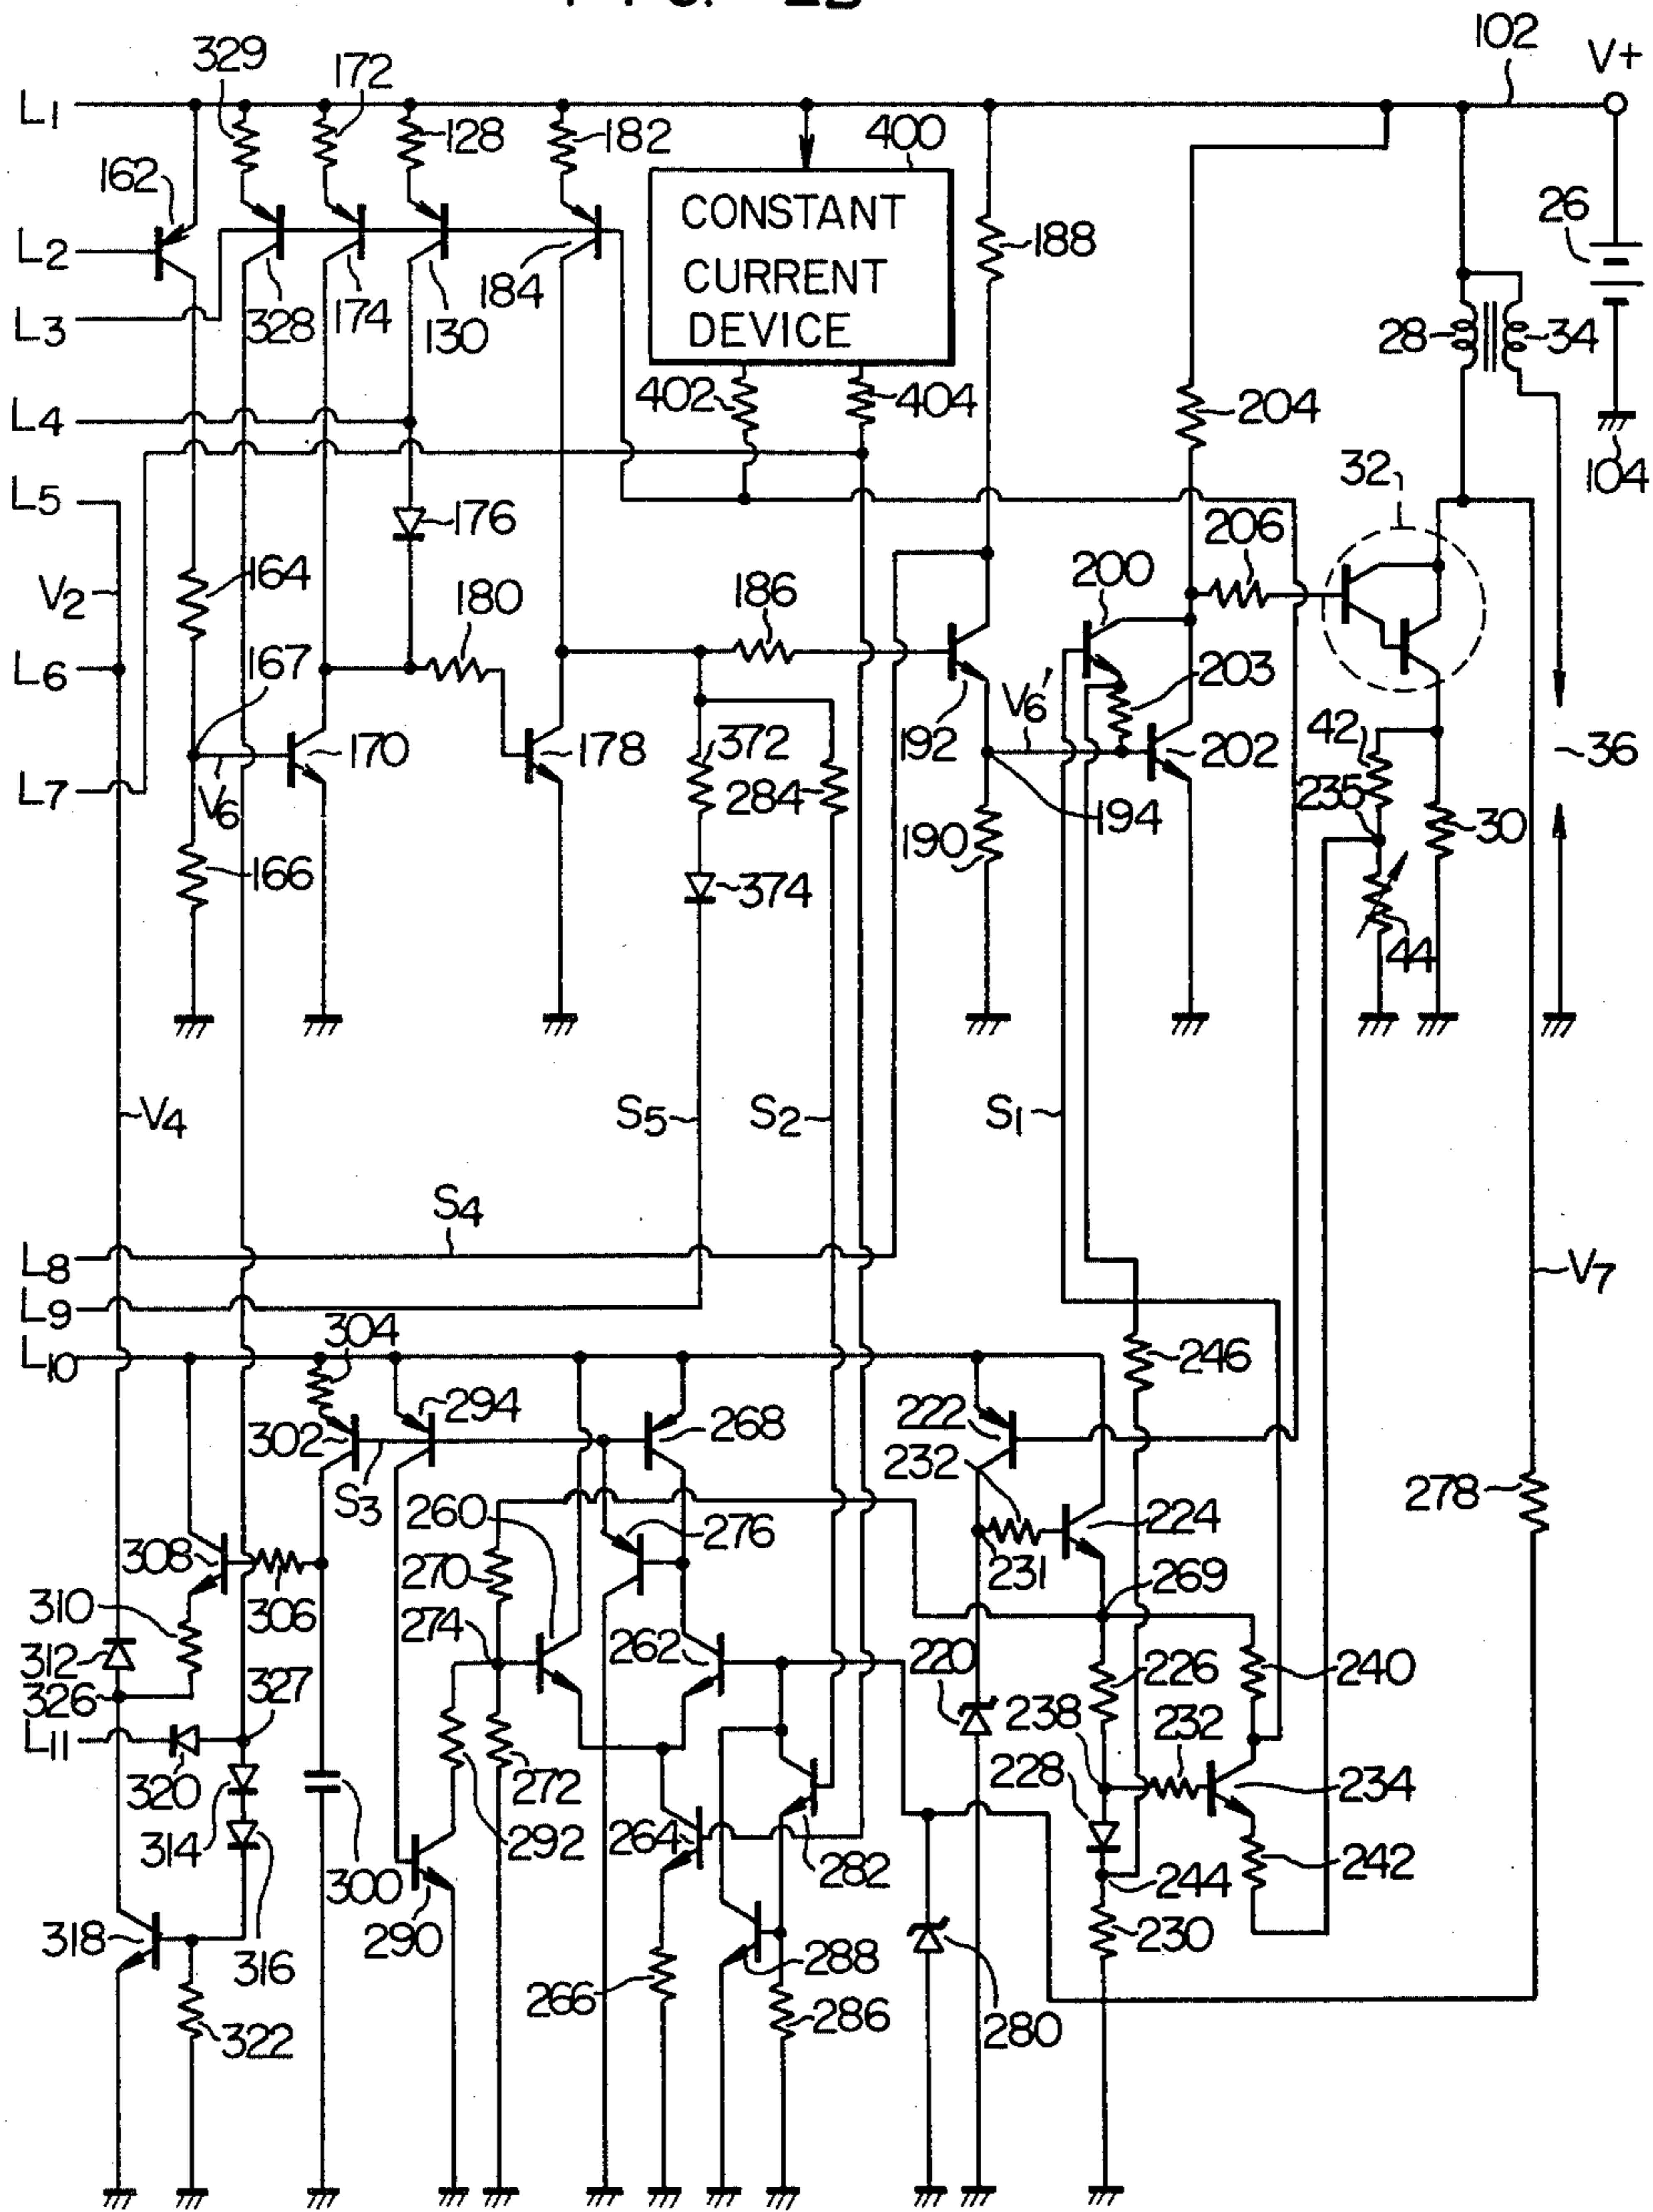 FIG. 2B
102 V+
329 172
L1
128 182 400
162
CONSTANT
CURRENT
DEVICE
188 26
L2
184
L3 328 174 130
28 34
402 404 204
L4
104
32
L5
176 206
V2 164 180 186 200
L6 167 203
V6' 42
170 178 372 192 202 36
L7 V6 284 235
190 194 30
166 374
44
V4 S5 S2 S1
S4
L8 V7
L9
304
L10 246
294 222
302 268 232
S3 260 276 278
224
308 270 231 269
310 306 274
312 262 220 226 240
326 327 238 232
L11
320 272 228 234
314 264
292 282 242
300 244
318 290 230
316 288
266
322 286 280